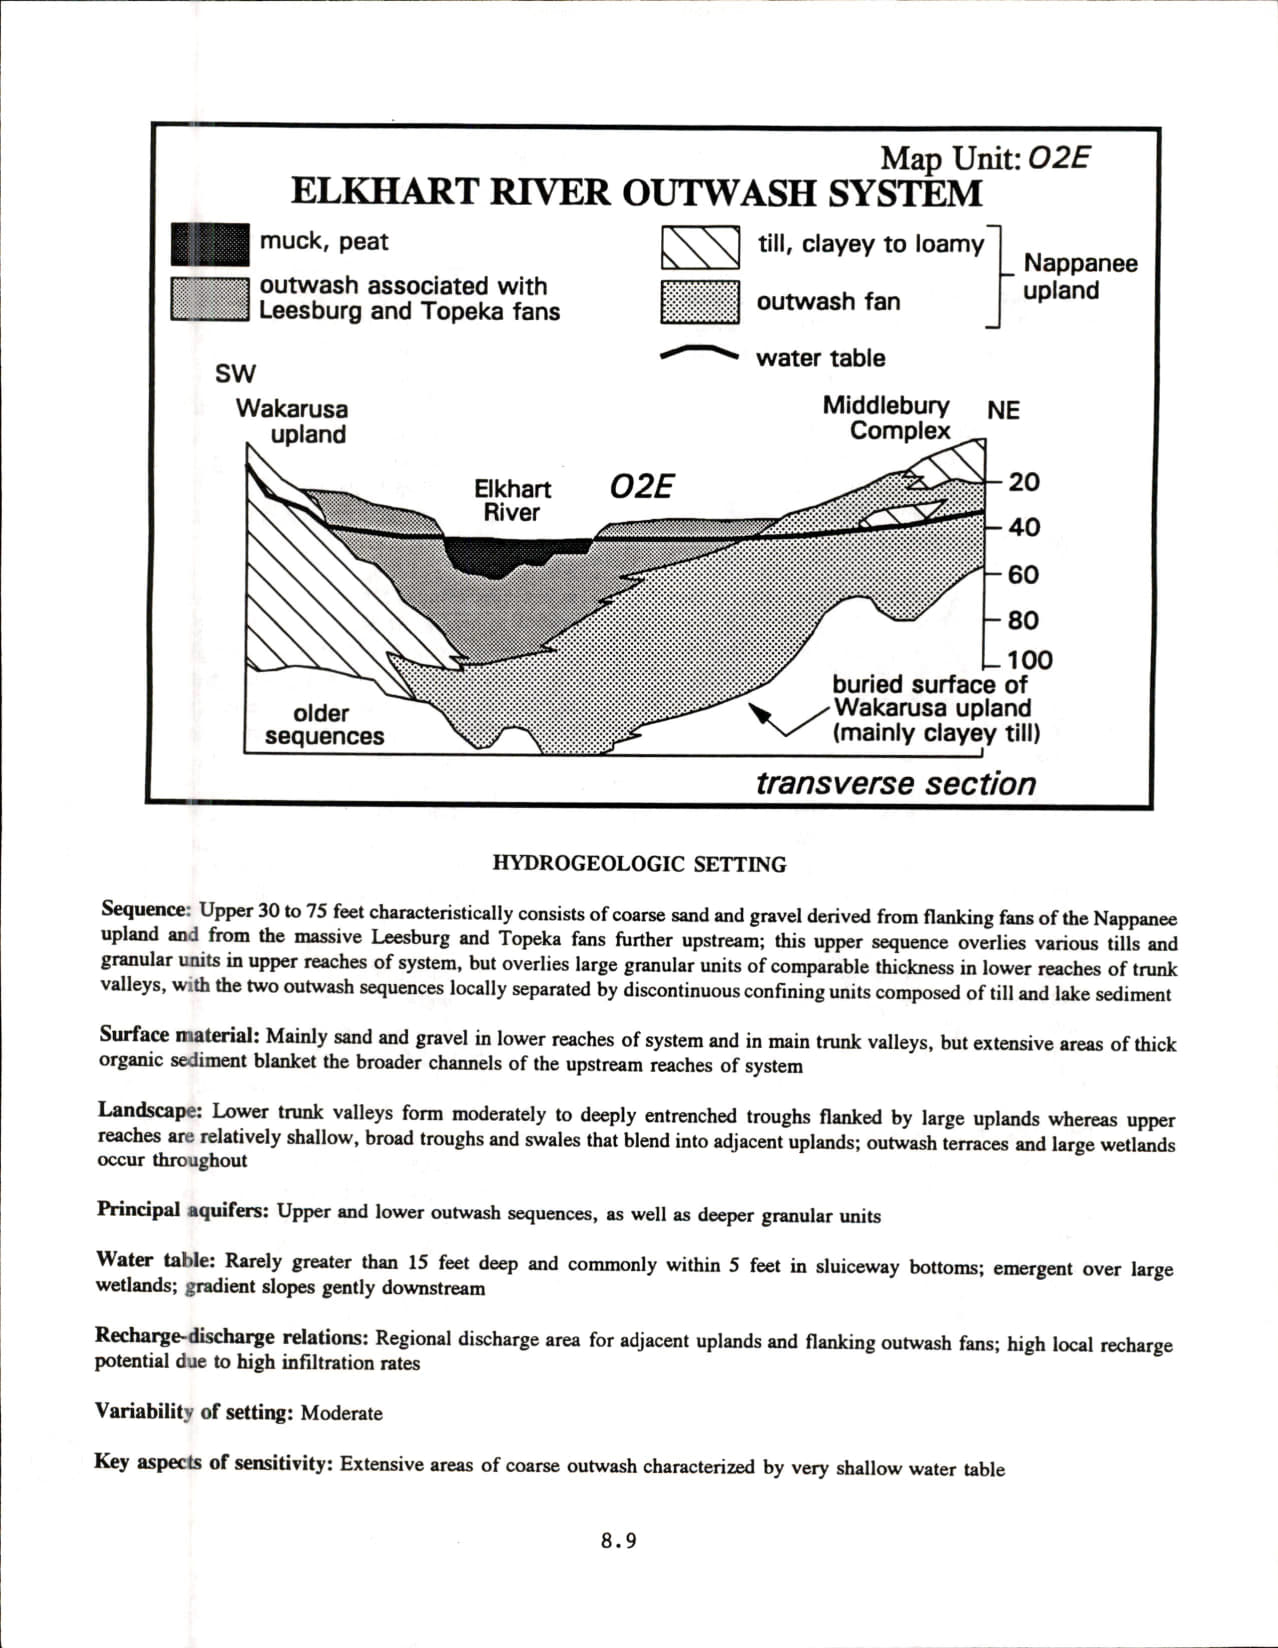 Map Unit: O2E
ELKHART RIVER OUTWASH SYSTEM
muck, peat
outwash associated with
Leesburg and Topeka fans
till, clayey to loamy
outwash fan
Nappanee
upland
water table
SW
Wakarusa
upland
Elkhart
River
O2E
Middlebury
Complex
NE
20
40
60
80
100
older
sequences
buried surface of
Wakarusa upland
(mainly clayey till)
transverse section
HYDROGEOLOGIC SETTING
Sequence: Upper 30 to 75 feet characteristically consists of coarse sand and gravel derived from flanking fans of the Nappanee
upland and from the massive Leesburg and Topeka fans further upstream; this upper sequence overlies various tills and
granular units in upper reaches of system, but overlies large granular units of comparable thickness in lower reaches of trunk
valleys, with the two outwash sequences locally separated by discontinuous confining units composed of till and lake sediment
Surface material: Mainly sand and gravel in lower reaches of system and in main trunk valleys, but extensive areas of thick
organic sediment blanket the broader channels of the upstream reaches of system
Landscape: Lower trunk valleys form moderately to deeply entrenched troughs flanked by large uplands whereas upper
reaches are relatively shallow, broad troughs and swales that blend into adjacent uplands; outwash terraces and large wetlands
occur throughout
Principal aquifers: Upper and lower outwash sequences, as well as deeper granular units
Water table: Rarely greater than 15 feet deep and commonly within 5 feet in sluiceway bottoms; emergent over large
wetlands; gradient slopes gently downstream
Recharge-discharge relations: Regional discharge area for adjacent uplands and flanking outwash fans; high local recharge
potential due to high infiltration rates
Variability of setting: Moderate
Key aspects of sensitivity: Extensive areas of coarse outwash characterized by very shallow water table
8.9